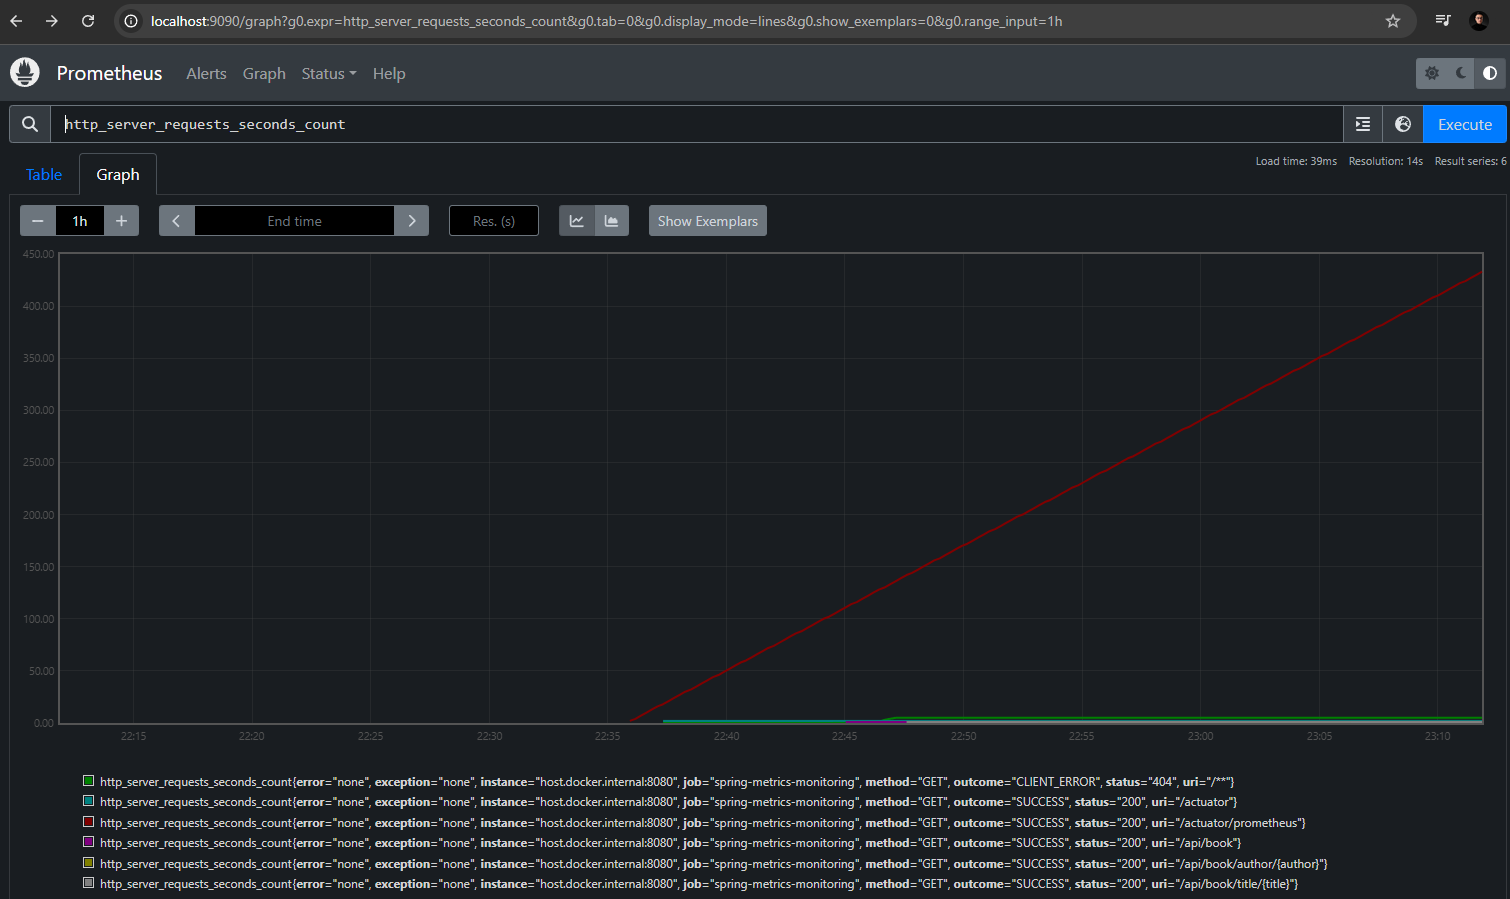 localhost:9090/graph?g0.expr=http_server_requests_seconds_count&g0.tab=0&g0.display_mode=lines&g0.show_exemplars=0&g0.range_input=1h
Prometheus Alerts Graph Status Help
http_server_requests_seconds_count Execute
Load time: 39ms Resolution: 14s Result series: 6
Table Graph
1h End time Res. (s) Show Exemplars
450.00
400.00
350.00
300.00
250.00
200.00
150.00
100.00
50.00
0.00
22:15 22:20 22:25 22:30 22:35 22:40 22:45 22:50 22:55 23:00 23:05 23:10
http_server_requests_seconds_count{error="none", exception="none", instance="host.docker.internal:8080", job="spring-metrics-monitoring", method="GET", outcome="CLIENT_ERROR", status="404", uri="/**"}
http_server_requests_seconds_count{error="none", exception="none", instance="host.docker.internal:8080", job="spring-metrics-monitoring", method="GET", outcome="SUCCESS", status="200", uri="/actuator"}
http_server_requests_seconds_count{error="none", exception="none", instance="host.docker.internal:8080", job="spring-metrics-monitoring", method="GET", outcome="SUCCESS", status="200", uri="/actuator/prometheus"}
http_server_requests_seconds_count{error="none", exception="none", instance="host.docker.internal:8080", job="spring-metrics-monitoring", method="GET", outcome="SUCCESS", status="200", uri="/api/book"}
http_server_requests_seconds_count{error="none", exception="none", instance="host.docker.internal:8080", job="spring-metrics-monitoring", method="GET", outcome="SUCCESS", status="200", uri="/api/book/author/{author}"}
http_server_requests_seconds_count{error="none", exception="none", instance="host.docker.internal:8080", job="spring-metrics-monitoring", method="GET", outcome="SUCCESS", status="200", uri="/api/book/title/{title}"}